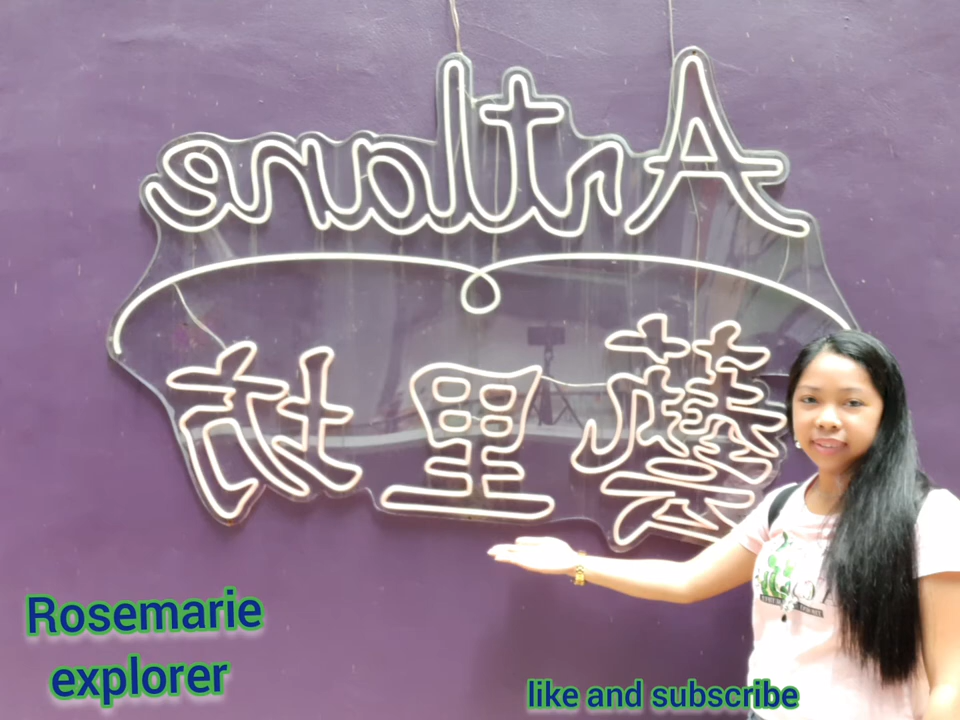 Artlane
藝里坊
Rosemarie
explorer
like and subscribe